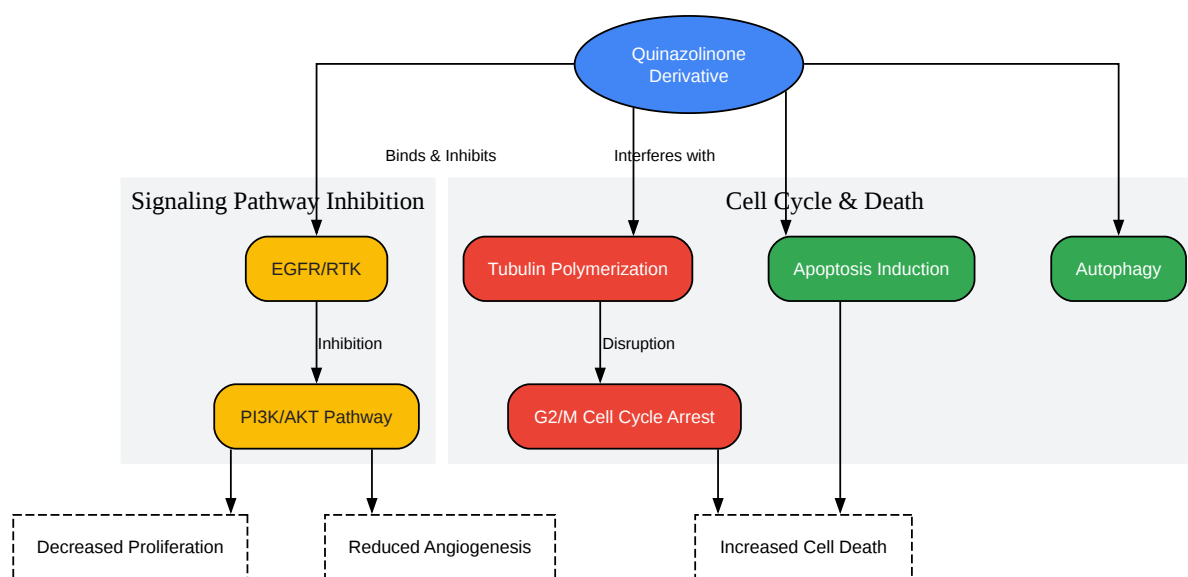 Quinazolinone
Derivative
Binds & Inhibits
Interferes with
Signaling Pathway Inhibition
Cell Cycle & Death
EGFR/RTK
Tubulin Polymerization
Apoptosis Induction
Autophagy
Inhibition
Disruption
PI3K/AKT Pathway
G2/M Cell Cycle Arrest
Decreased Proliferation
Reduced Angiogenesis
Increased Cell Death